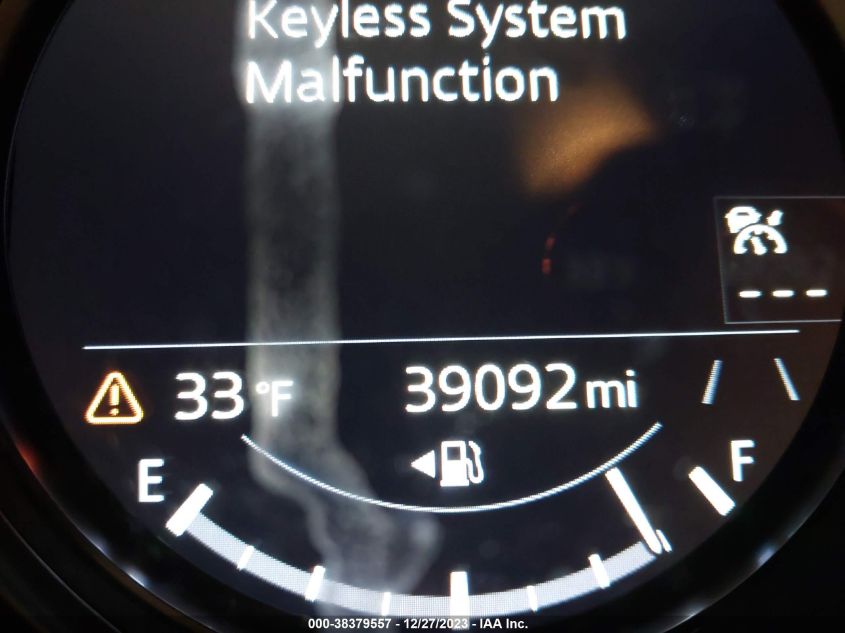 Keyless System
Malfunction
---
33 °F 39092 mi
E F
000-38379557 - 12/27/2023 - IAA Inc.